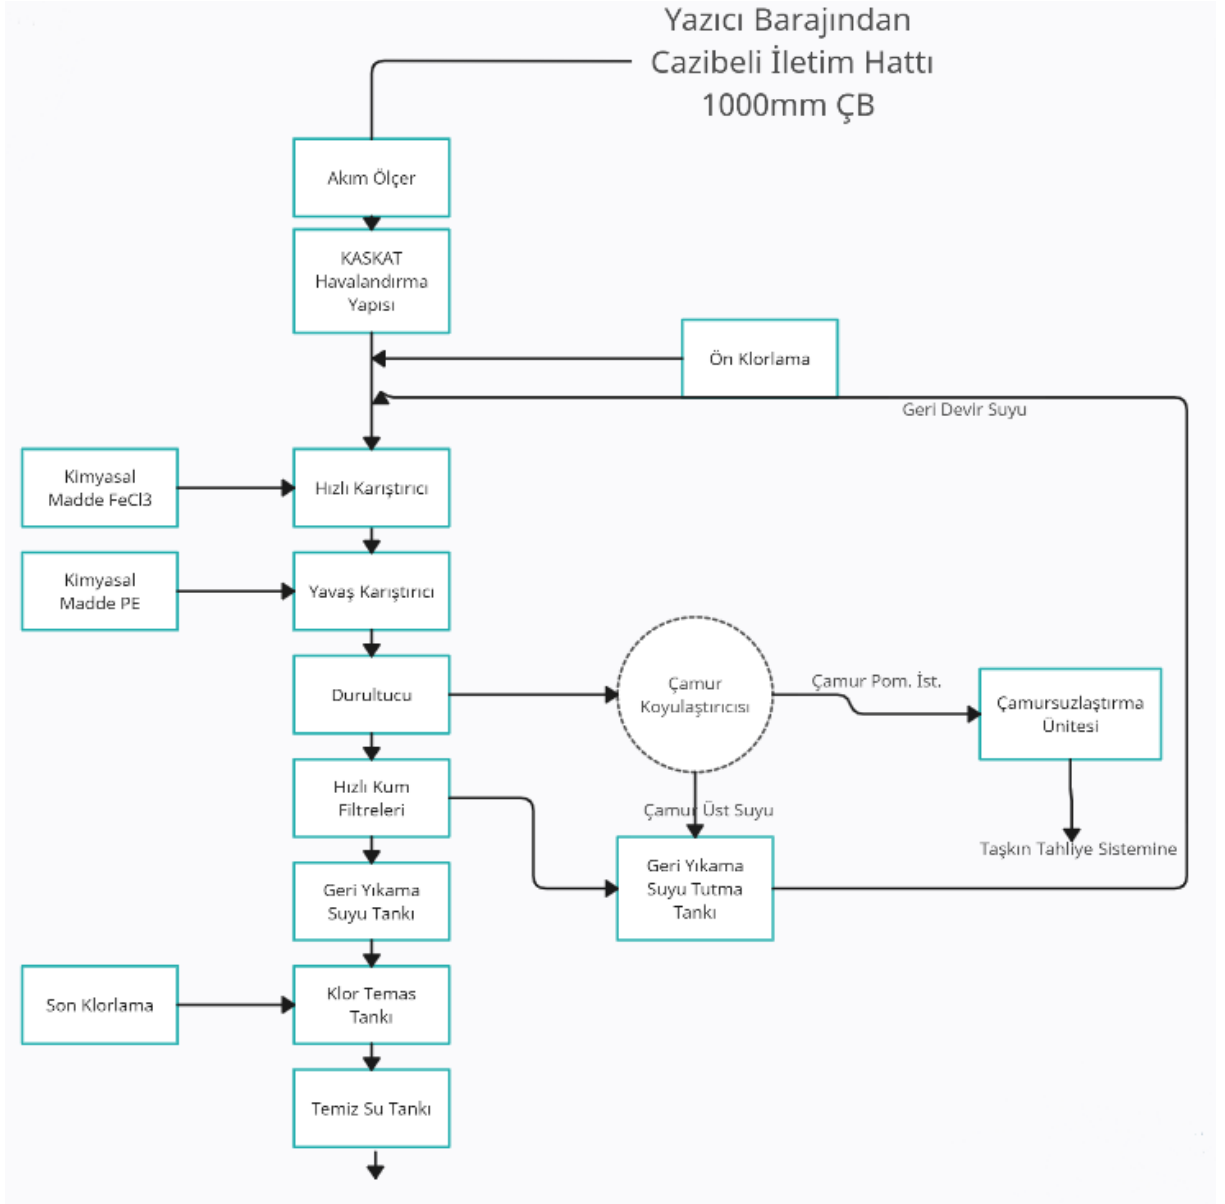 Yazıcı Barajından
Cazibeli İletim Hattı
1000mm ÇB
Akım Ölçer
KASKAT
Havalandırma
Yapısı
Ön Klorlama
Geri Devir Suyu
Kimyasal
Madde FeCl3
Hızlı Karıştırıcı
Kimyasal
Madde PE
Yavaş Karıştırıcı
Durultucu
Çamur
Koyulaştırıcısı
Çamur Pom. İst.
Çamursuzlaştırma
Ünitesi
Hızlı Kum
Filtreleri
Çamur Üst Suyu
Taşkın Tahliye Sistemine
Geri Yıkama
Suyu Tankı
Geri Yıkama
Suyu Tutma
Tankı
Son Klorlama
Klor Temas
Tankı
Temiz Su Tankı